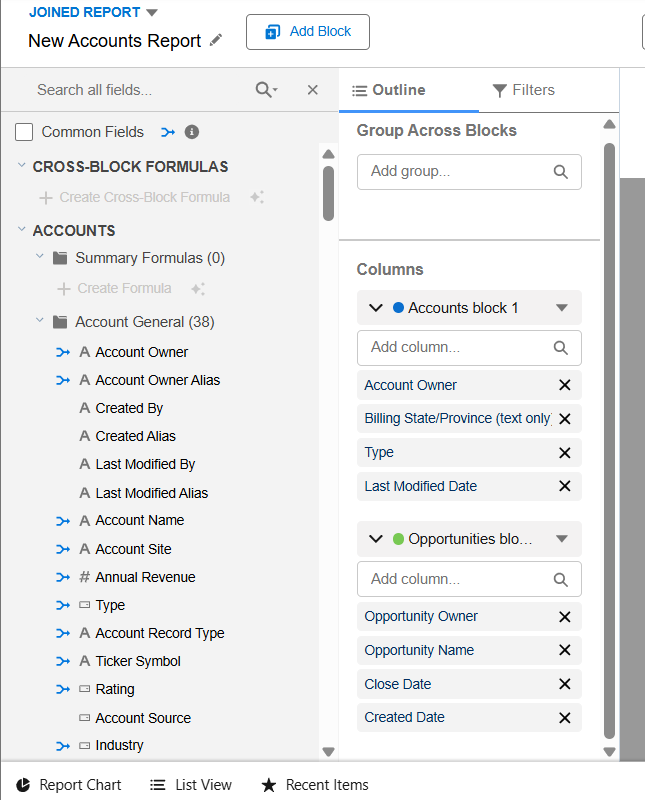 JOINED REPORT
New Accounts Report
Add Block
Search all fields...
Common Fields
CROSS-BLOCK FORMULAS
Create Cross-Block Formula
ACCOUNTS
Summary Formulas (0)
Create Formula
Account General (38)
A Account Owner
A Account Owner Alias
A Created By
A Created Alias
A Last Modified By
A Last Modified Alias
A Account Name
A Account Site
# Annual Revenue
Type
A Account Record Type
A Ticker Symbol
Rating
Account Source
Industry
Outline
Filters
Group Across Blocks
Add group...
Columns
Accounts block 1
Add column...
Account Owner
Billing State/Province (text only)
Type
Last Modified Date
Opportunities blo...
Add column...
Opportunity Owner
Opportunity Name
Close Date
Created Date
Report Chart
List View
Recent Items